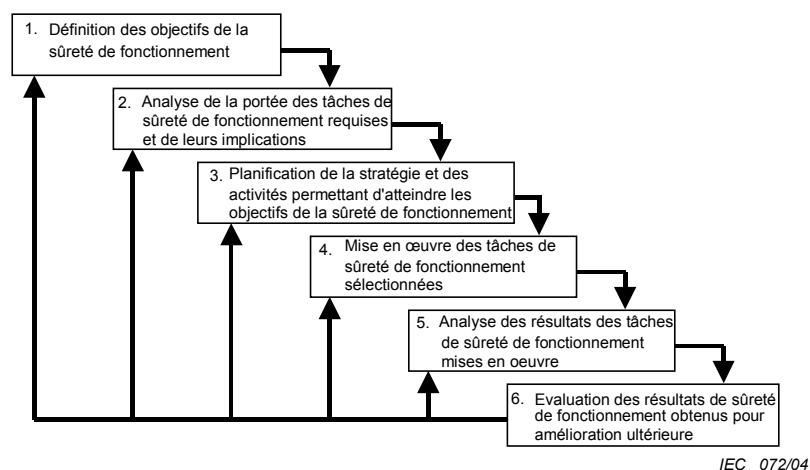 1. Définition des objectifs de la
sûreté de fonctionnement
2. Analyse de la portée des tâches de
sûreté de fonctionnement requises
et de leurs implications
3. Planification de la stratégie et des
activités permettant d'atteindre les
objectifs de la sûreté de fonctionnement
4. Mise en œuvre des tâches de
sûreté de fonctionnement
sélectionnées
5. Analyse des résultats des tâches
de sûreté de fonctionnement
mises en oeuvre
6. Evaluation des résultats de sûreté
de fonctionnement obtenus pour
amélioration ultérieure
IEC 072/04